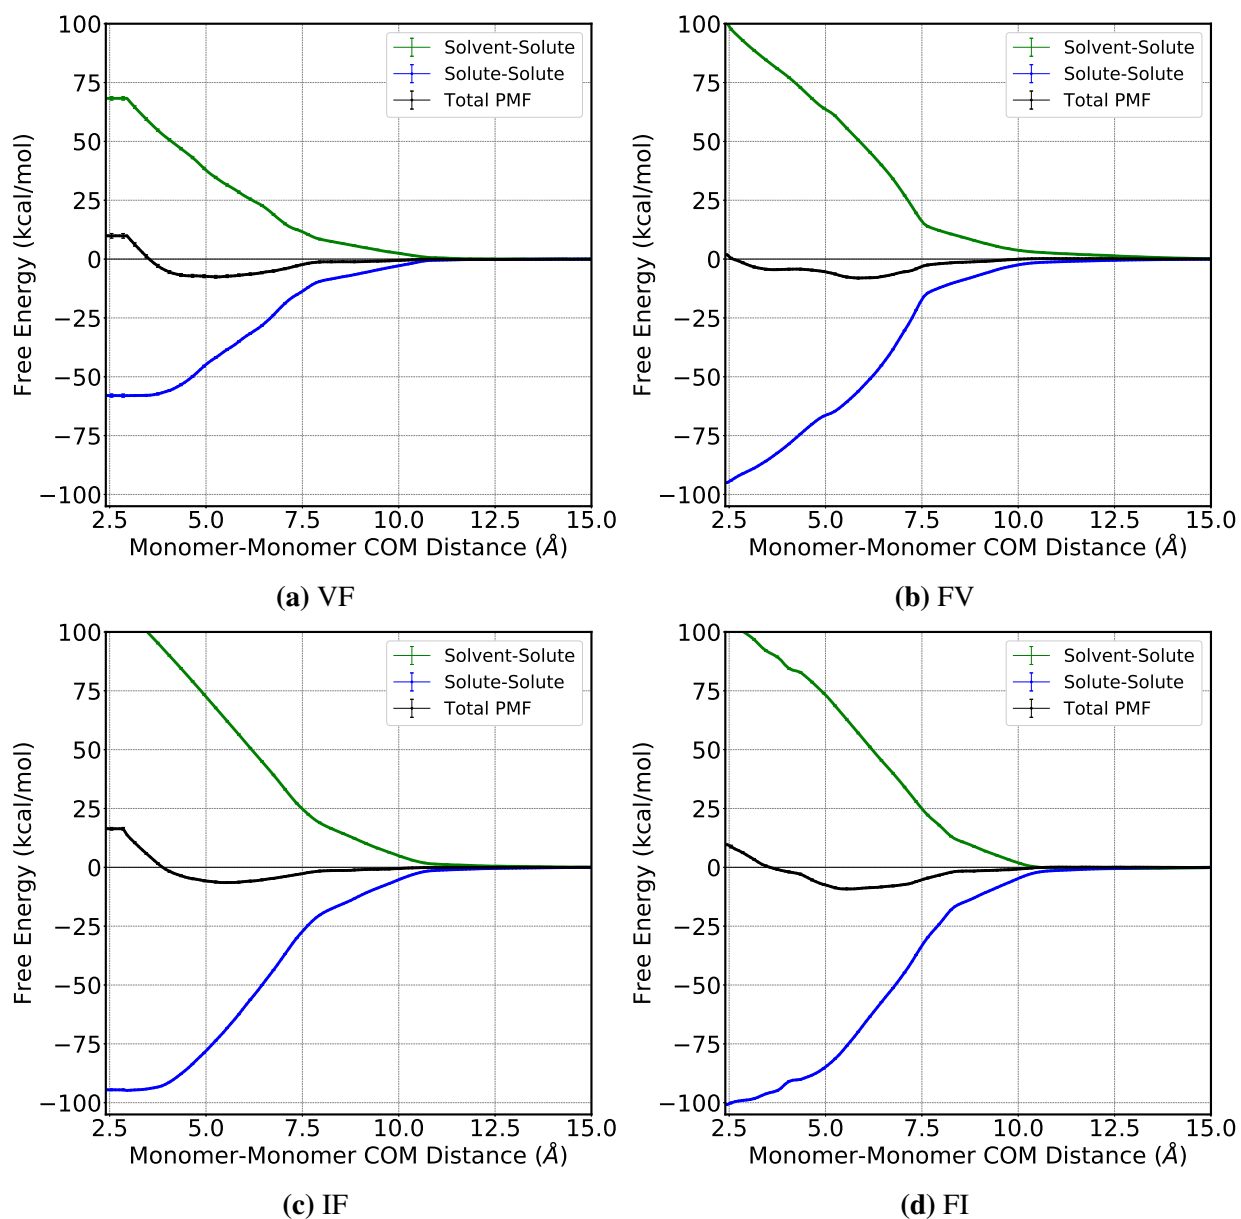 100
75
50
25
0
−25
−50
−75
−100
Free Energy (kcal/mol)
Solvent-Solute
Solute-Solute
Total PMF
2.5 5.0 7.5 10.0 12.5 15.0
Monomer-Monomer COM Distance (Å)
(a) VF
100
75
50
25
0
−25
−50
−75
−100
Free Energy (kcal/mol)
Solvent-Solute
Solute-Solute
Total PMF
2.5 5.0 7.5 10.0 12.5 15.0
Monomer-Monomer COM Distance (Å)
(b) FV
100
75
50
25
0
−25
−50
−75
−100
Free Energy (kcal/mol)
Solvent-Solute
Solute-Solute
Total PMF
2.5 5.0 7.5 10.0 12.5 15.0
Monomer-Monomer COM Distance (Å)
(c) IF
100
75
50
25
0
−25
−50
−75
−100
Free Energy (kcal/mol)
Solvent-Solute
Solute-Solute
Total PMF
2.5 5.0 7.5 10.0 12.5 15.0
Monomer-Monomer COM Distance (Å)
(d) FI